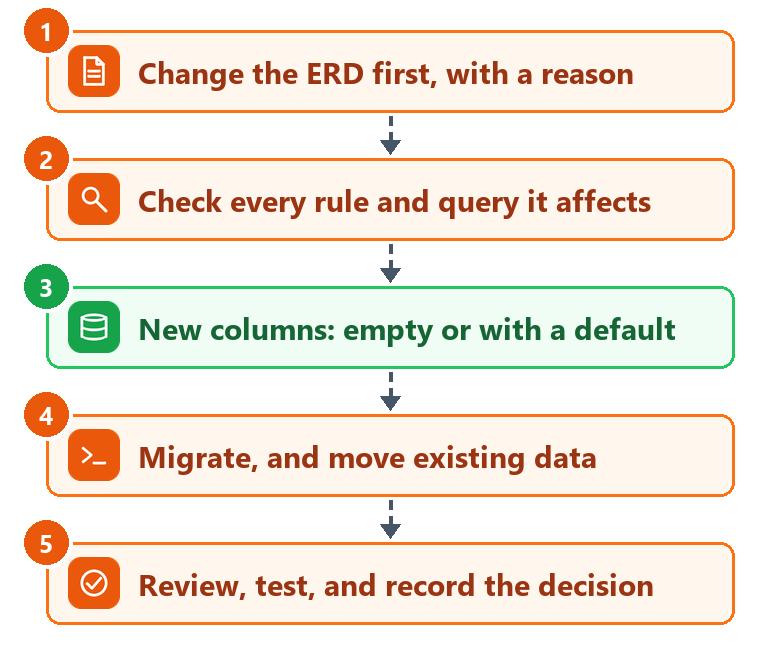 1
Change the ERD first, with a reason
2
Check every rule and query it affects
3
New columns: empty or with a default
4
Migrate, and move existing data
5
Review, test, and record the decision